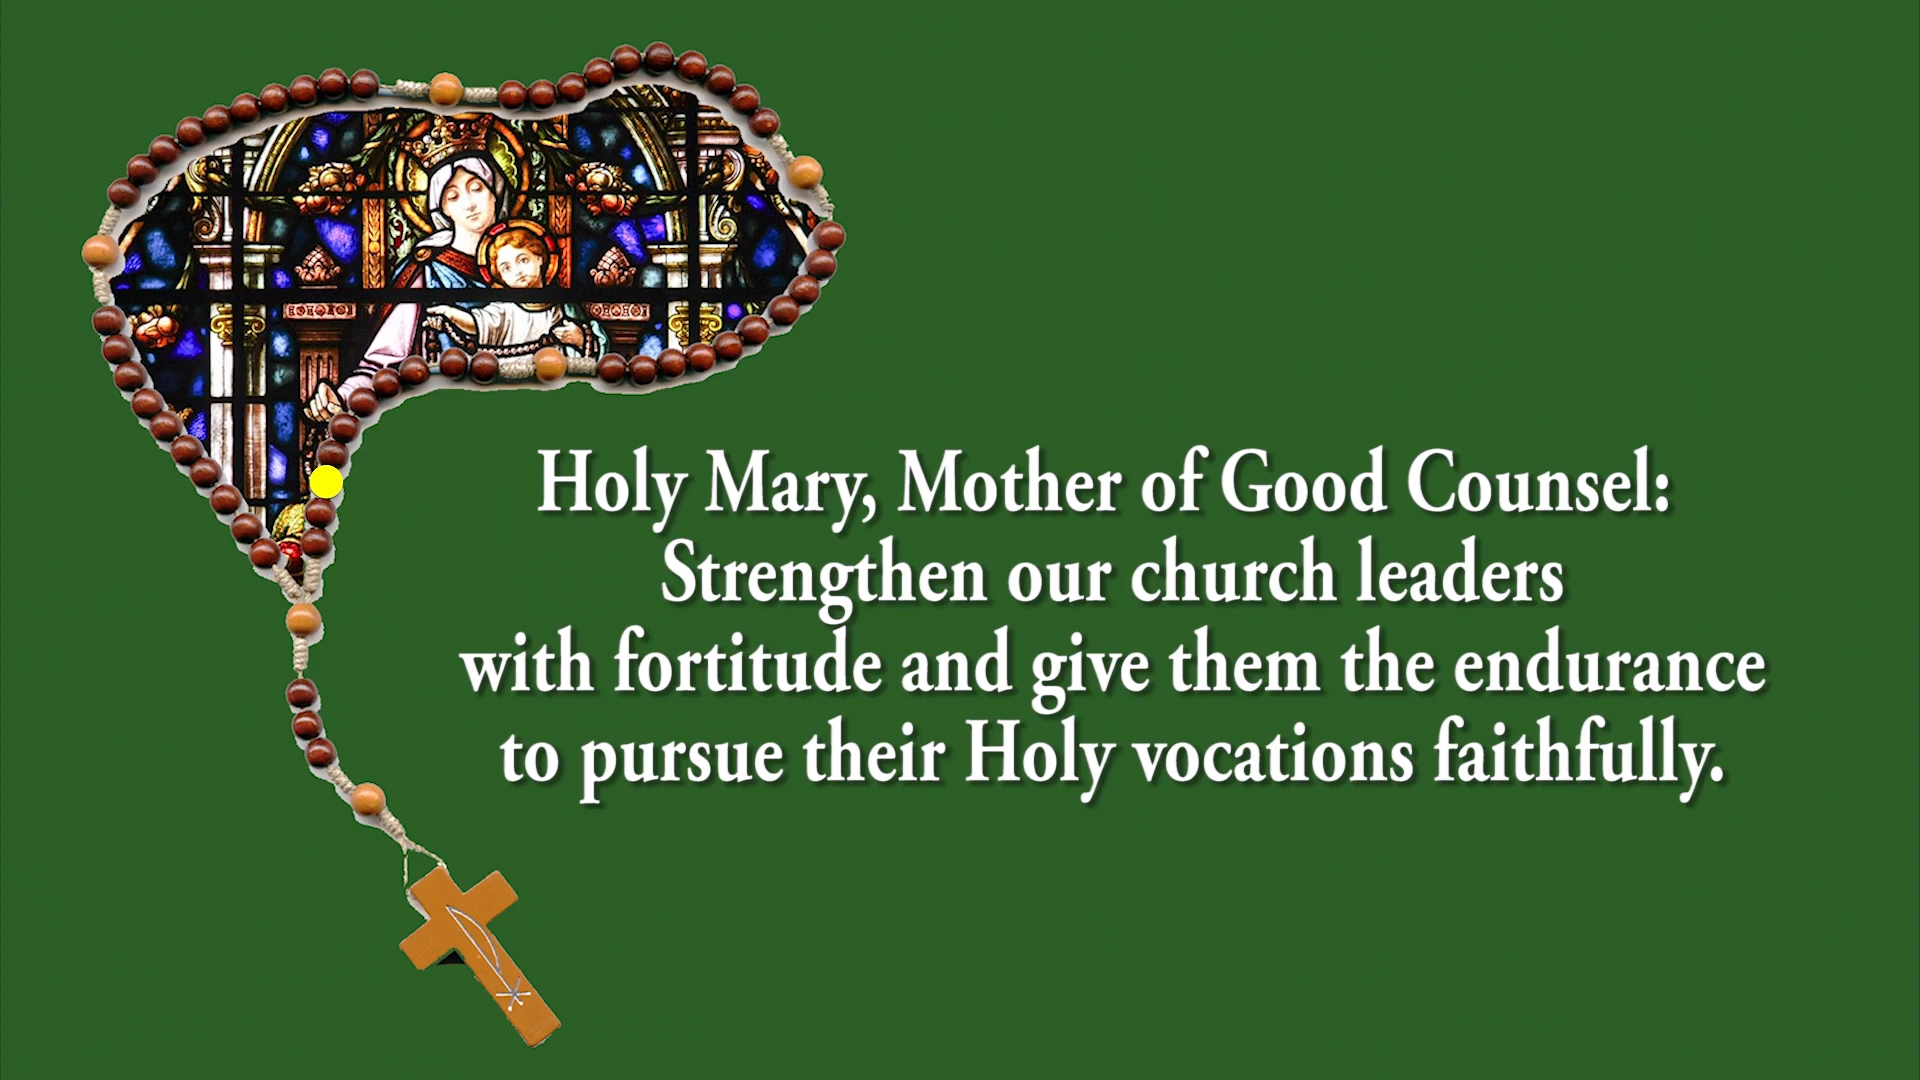 Holy Mary, Mother of Good Counsel:
Strengthen our church leaders
with fortitude and give them the endurance
to pursue their Holy vocations faithfully.